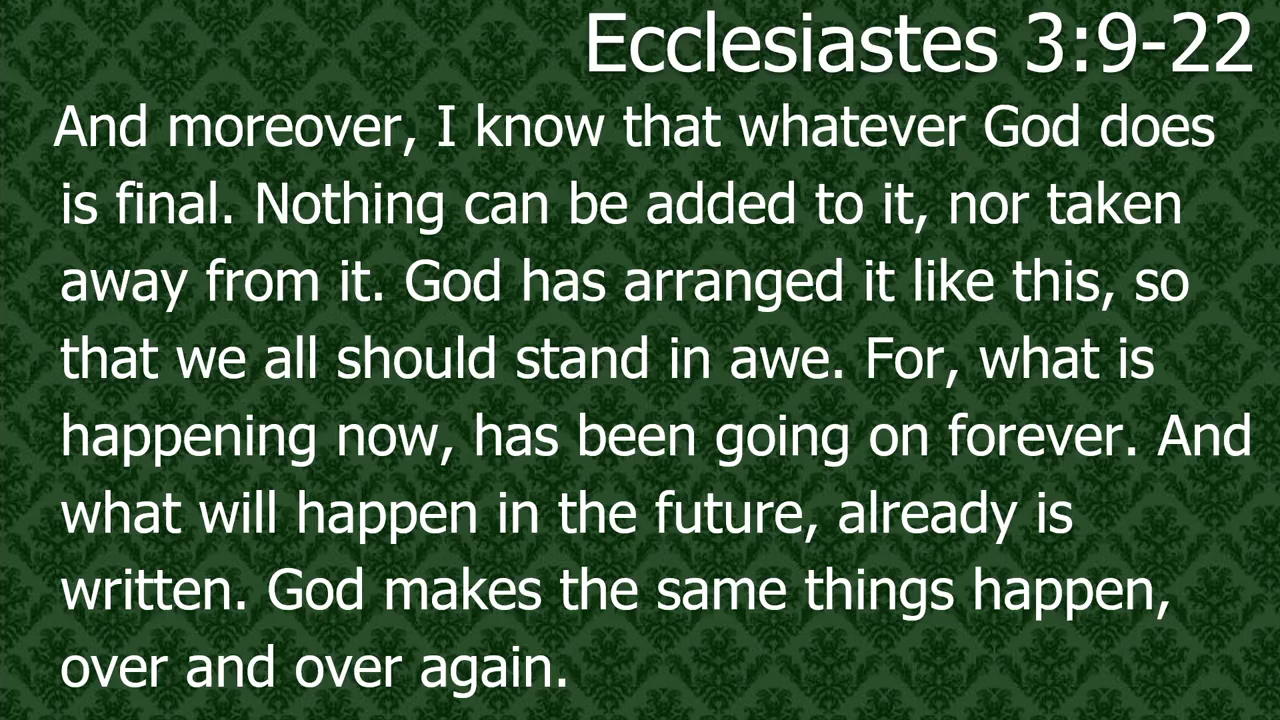 Ecclesiastes 3:9-22
And moreover, I know that whatever God does
is final. Nothing can be added to it, nor taken
away from it. God has arranged it like this, so
that we all should stand in awe. For, what is
happening now, has been going on forever. And
what will happen in the future, already is
written. God makes the same things happen,
over and over again.